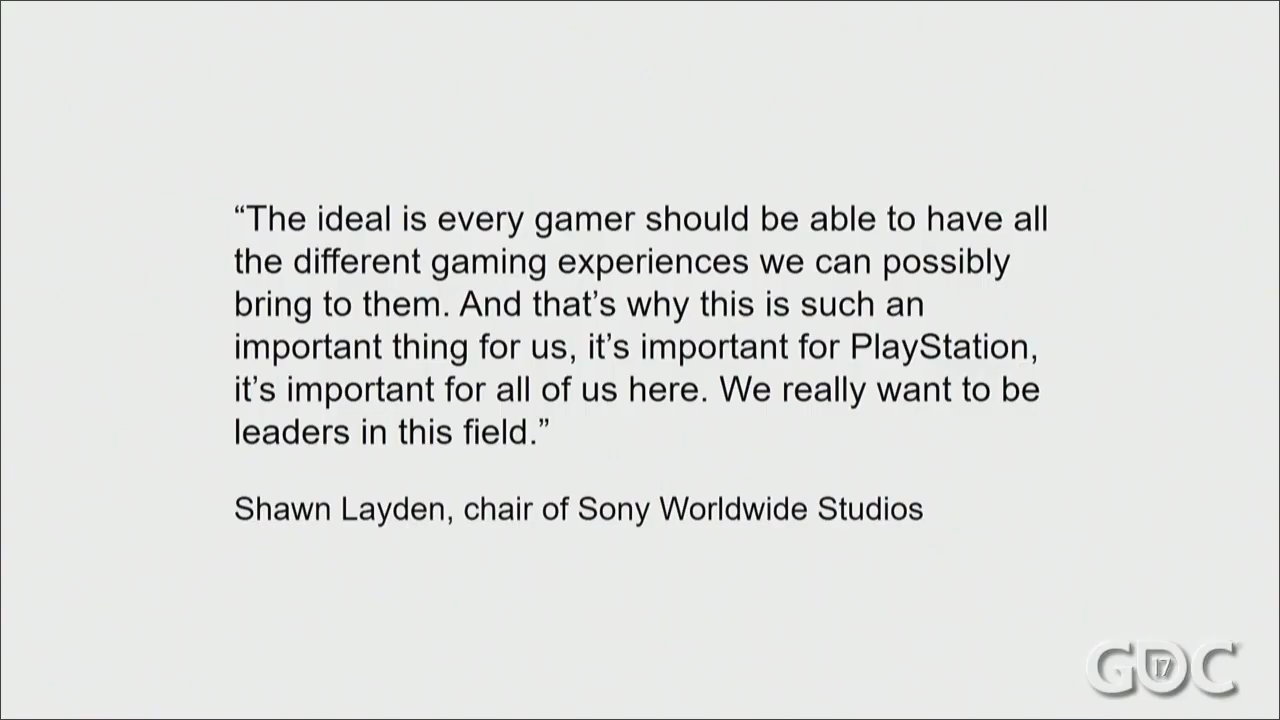 “The ideal is every gamer should be able to have all
the different gaming experiences we can possibly
bring to them. And that’s why this is such an
important thing for us, it’s important for PlayStation,
it’s important for all of us here. We really want to be
leaders in this field.”
Shawn Layden, chair of Sony Worldwide Studios
GDC 17